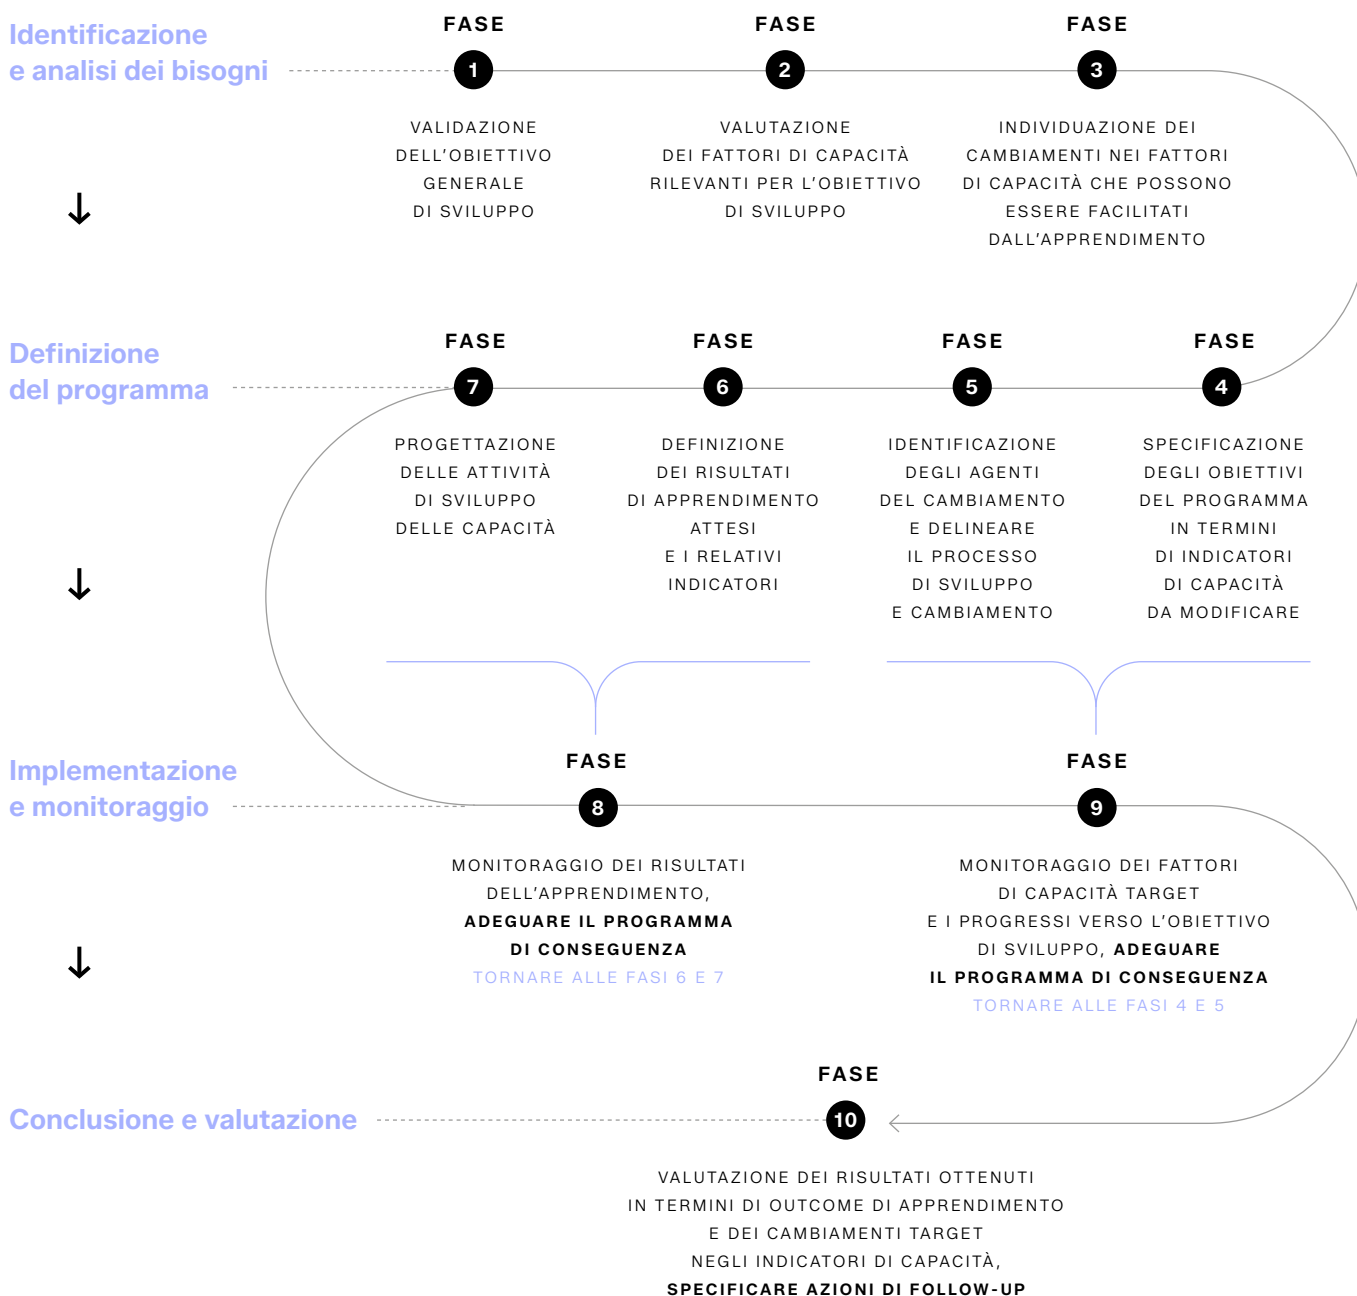 Identificazione
e analisi dei bisogni
FASE
1
VALIDAZIONE
DELL'OBIETTIVO
GENERALE
DI SVILUPPO
FASE
2
VALUTAZIONE
DEI FATTORI DI CAPACITÀ
RILEVANTI PER L'OBIETTIVO
DI SVILUPPO
FASE
3
INDIVIDUAZIONE DEI
CAMBIAMENTI NEI FATTORI
DI CAPACITÀ CHE POSSONO
ESSERE FACILITATI
DALL'APPRENDIMENTO
Definizione
del programma
FASE
7
PROGETTAZIONE
DELLE ATTIVITÀ
DI SVILUPPO
DELLE CAPACITÀ
FASE
6
DEFINIZIONE
DEI RISULTATI
DI APPRENDIMENTO
ATTESI
E I RELATIVI
INDICATORI
FASE
5
IDENTIFICAZIONE
DEGLI AGENTI
DEL CAMBIAMENTO
E DELINEARE
IL PROCESSO
DI SVILUPPO
E CAMBIAMENTO
FASE
4
SPECIFICAZIONE
DEGLI OBIETTIVI
DEL PROGRAMMA
IN TERMINI
DI INDICATORI
DI CAPACITÀ
DA MODIFICARE
Implementazione
e monitoraggio
FASE
8
MONITORAGGIO DEI RISULTATI
DELL'APPRENDIMENTO,
ADEGUARE IL PROGRAMMA
DI CONSEGUENZA
TORNARE ALLE FASI 6 E 7
FASE
9
MONITORAGGIO DEI FATTORI
DI CAPACITÀ TARGET
E I PROGRESSI VERSO L'OBIETTIVO
DI SVILUPPO, ADEGUARE
IL PROGRAMMA DI CONSEGUENZA
TORNARE ALLE FASI 4 E 5
Conclusione e valutazione
FASE
10
VALUTAZIONE DEI RISULTATI OTTENUTI
IN TERMINI DI OUTCOME DI APPRENDIMENTO
E DEI CAMBIAMENTI TARGET
NEGLI INDICATORI DI CAPACITÀ,
SPECIFICARE AZIONI DI FOLLOW-UP